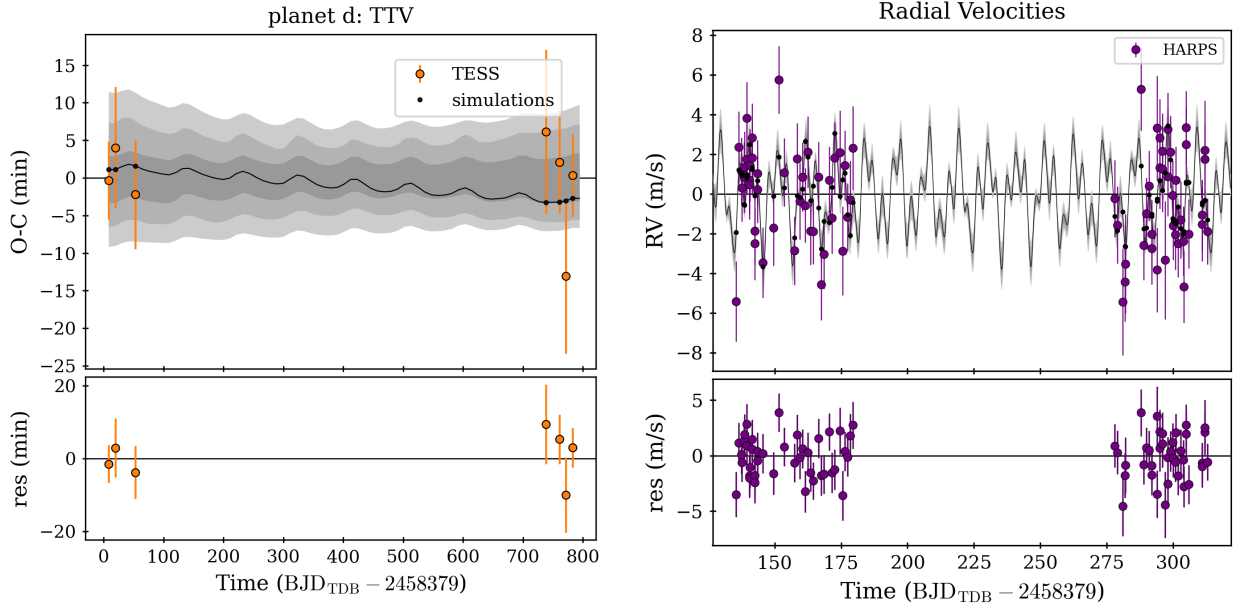 planet d: TTV
15
10
5
0
−5
−10
−15
−20
−25
O-C (min)
TESS
simulations
20
0
−20
res (min)
0 100 200 300 400 500 600 700 800
Time (BJD_TDB − 2458379)
Radial Velocities
8
6
4
2
0
−2
−4
−6
−8
RV (m/s)
HARPS
5
0
−5
res (m/s)
150 175 200 225 250 275 300
Time (BJD_TDB − 2458379)